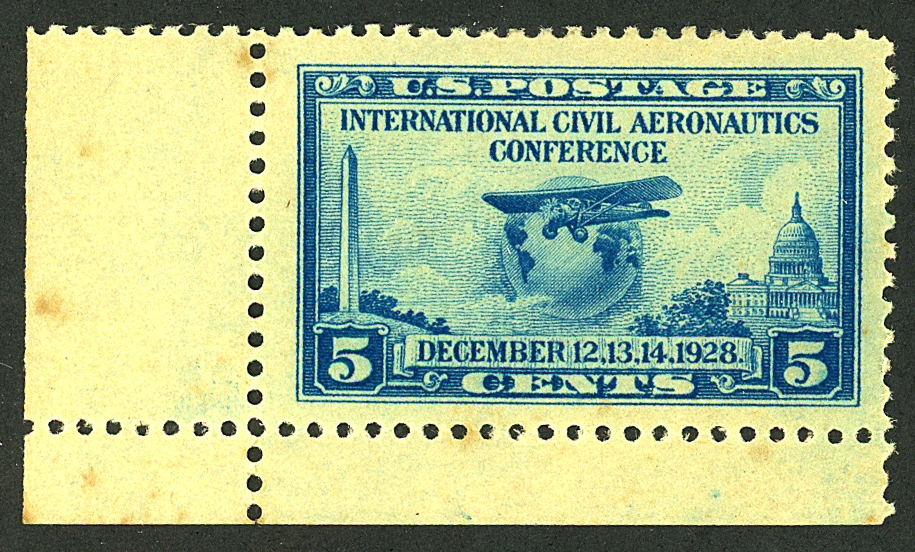 U.S. POSTAGE
INTERNATIONAL CIVIL AERONAUTICS
CONFERENCE
5 DECEMBER 12,13,14,1928. 5
CENTS